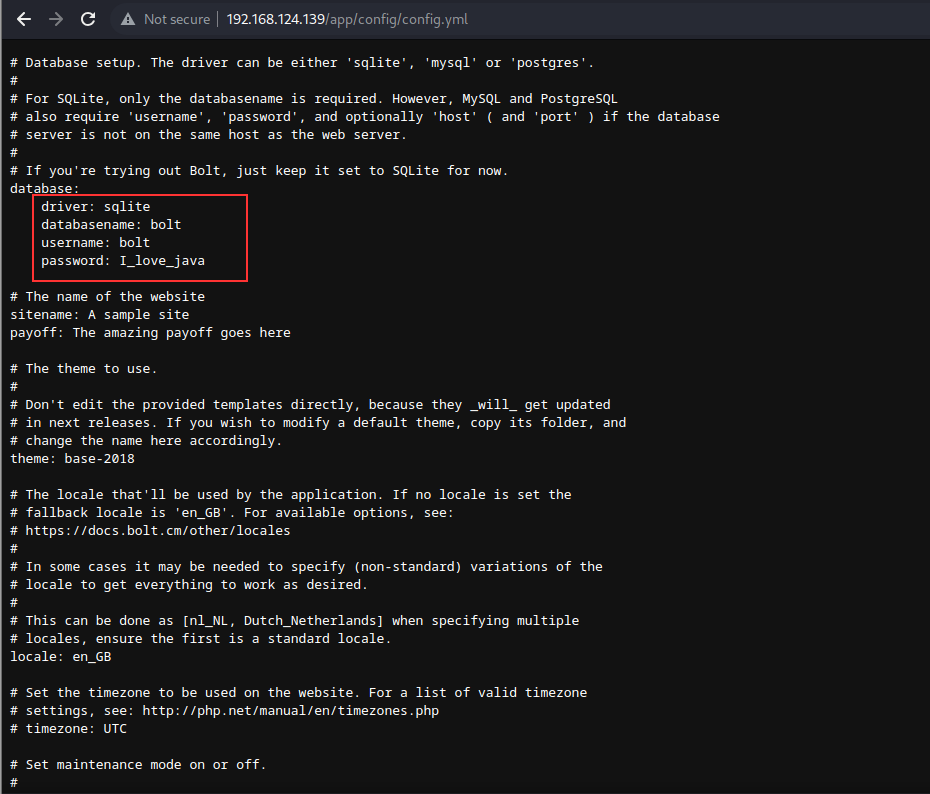 Not secure | 192.168.124.139/app/config/config.yml
# Database setup. The driver can be either 'sqlite', 'mysql' or 'postgres'.
#
# For SQLite, only the databasename is required. However, MySQL and PostgreSQL
# also require 'username', 'password', and optionally 'host' ( and 'port' ) if the database
# server is not on the same host as the web server.
#
# If you're trying out Bolt, just keep it set to SQLite for now.
database:
    driver: sqlite
    databasename: bolt
    username: bolt
    password: I_love_java
# The name of the website
sitename: A sample site
payoff: The amazing payoff goes here
# The theme to use.
#
# Don't edit the provided templates directly, because they _will_ get updated
# in next releases. If you wish to modify a default theme, copy its folder, and
# change the name here accordingly.
theme: base-2018
# The locale that'll be used by the application. If no locale is set the
# fallback locale is 'en_GB'. For available options, see:
# https://docs.bolt.cm/other/locales
#
# In some cases it may be needed to specify (non-standard) variations of the
# locale to get everything to work as desired.
#
# This can be done as [nl_NL, Dutch_Netherlands] when specifying multiple
# locales, ensure the first is a standard locale.
locale: en_GB
# Set the timezone to be used on the website. For a list of valid timezone
# settings, see: http://php.net/manual/en/timezones.php
# timezone: UTC
# Set maintenance mode on or off.
#